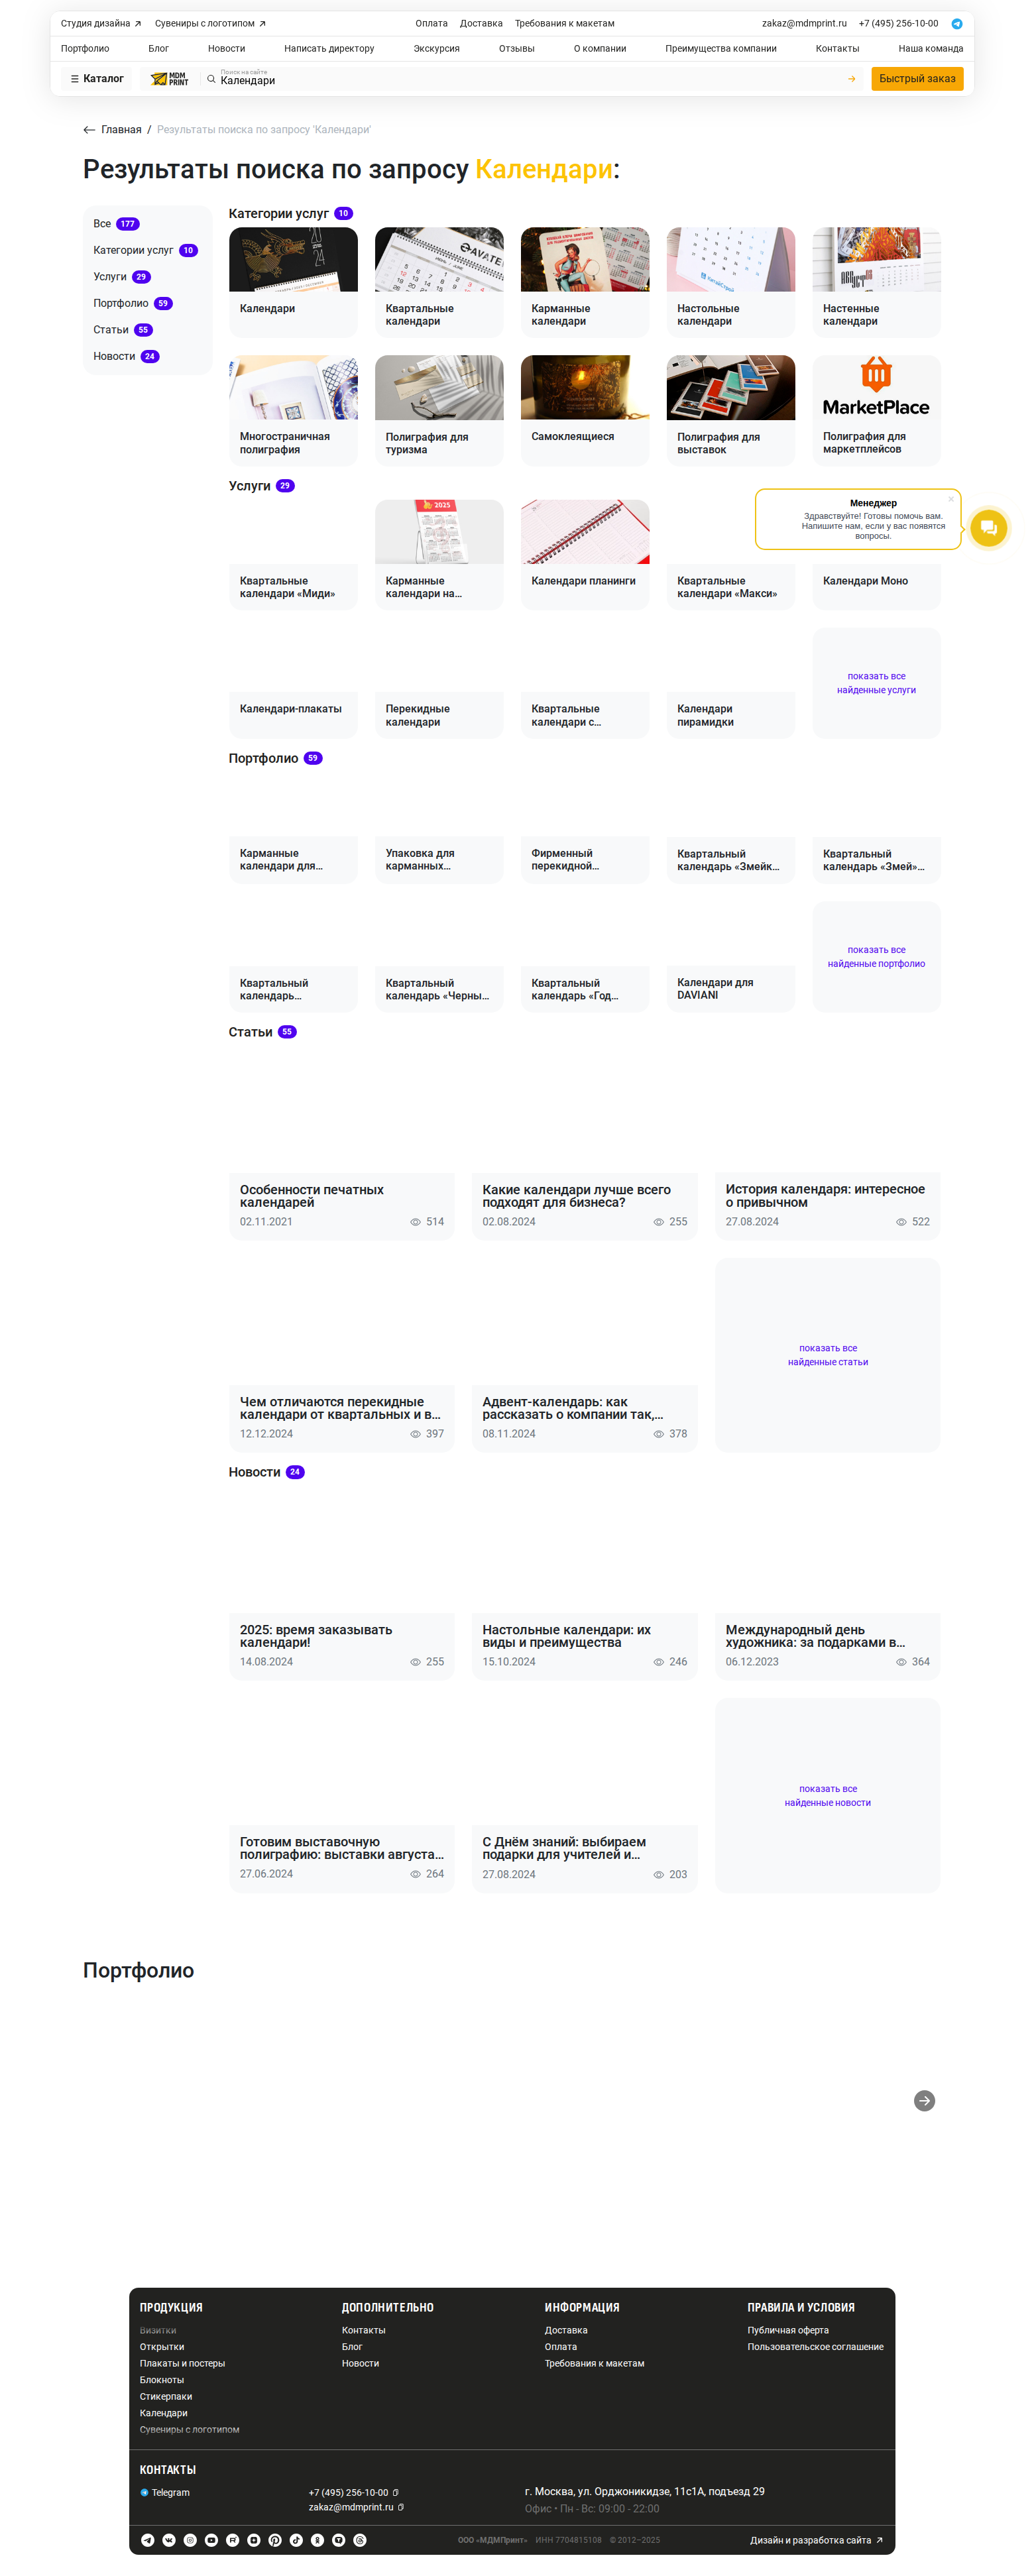 Студия дизайна Сувениры с логотипом Оплата Доставка Требования к макетам zakaz@mdmprint.ru +7 (495) 256-10-00
Портфолио Блог Новости Написать директору Экскурсия Отзывы О компании Преимущества компании Контакты Наша команда
Каталог MDM PRINT Поиск на сайте Календари Быстрый заказ
Главная / Результаты поиска по запросу 'Календари'
Результаты поиска по запросу Календари:
Все 177
Категории услуг 10
Услуги 29
Портфолио 59
Статьи 55
Новости 24
Категории услуг 10
Календари
Квартальные календари
Карманные календари
Настольные календари
Настенные календари
Многостраничная полиграфия
Полиграфия для туризма
Самоклеящиеся
Полиграфия для выставок
MarketPlace
Полиграфия для маркетплейсов
Услуги 29
Менеджер
Здравствуйте! Готовы помочь вам.
Напишите нам, если у вас появятся
вопросы.
2025
Квартальные календари «Миди»
Карманные календари на...
Календари планинги
Квартальные календари «Макси»
Календари Моно
Календари-плакаты
Перекидные календари
Квартальные календари с...
Календари пирамидки
показать все
найденные услуги
Портфолио 59
Карманные календари для...
Упаковка для карманных...
Фирменный перекидной...
Квартальный календарь «Змейк...
Квартальный календарь «Змей»...
Квартальный календарь...
Квартальный календарь «Черны...
Квартальный календарь «Год...
Календари для DAVIANI
показать все
найденные портфолио
Статьи 55
Особенности печатных календарей
02.11.2021 514
Какие календари лучше всего подходят для бизнеса?
02.08.2024 255
История календаря: интересное о привычном
27.08.2024 522
Чем отличаются перекидные календари от квартальных и в...
12.12.2024 397
Адвент-календарь: как рассказать о компании так,...
08.11.2024 378
показать все
найденные статьи
Новости 24
2025: время заказывать календари!
14.08.2024 255
Настольные календари: их виды и преимущества
15.10.2024 246
Международный день художника: за подарками в...
06.12.2023 364
Готовим выставочную полиграфию: выставки августа...
27.06.2024 264
С Днём знаний: выбираем подарки для учителей и...
27.08.2024 203
показать все
найденные новости
Портфолио
ПРОДУКЦИЯ
Визитки
Открытки
Плакаты и постеры
Блокноты
Стикерпаки
Календари
Сувениры с логотипом
ДОПОЛНИТЕЛЬНО
Контакты
Блог
Новости
ИНФОРМАЦИЯ
Доставка
Оплата
Требования к макетам
ПРАВИЛА И УСЛОВИЯ
Публичная оферта
Пользовательское соглашение
КОНТАКТЫ
Telegram
+7 (495) 256-10-00
zakaz@mdmprint.ru
г. Москва, ул. Орджоникидзе, 11с1А, подъезд 29
Офис • Пн - Вс: 09:00 - 22:00
ООО «МДМПринт» ИНН 7704815108 © 2012–2025
Дизайн и разработка сайта